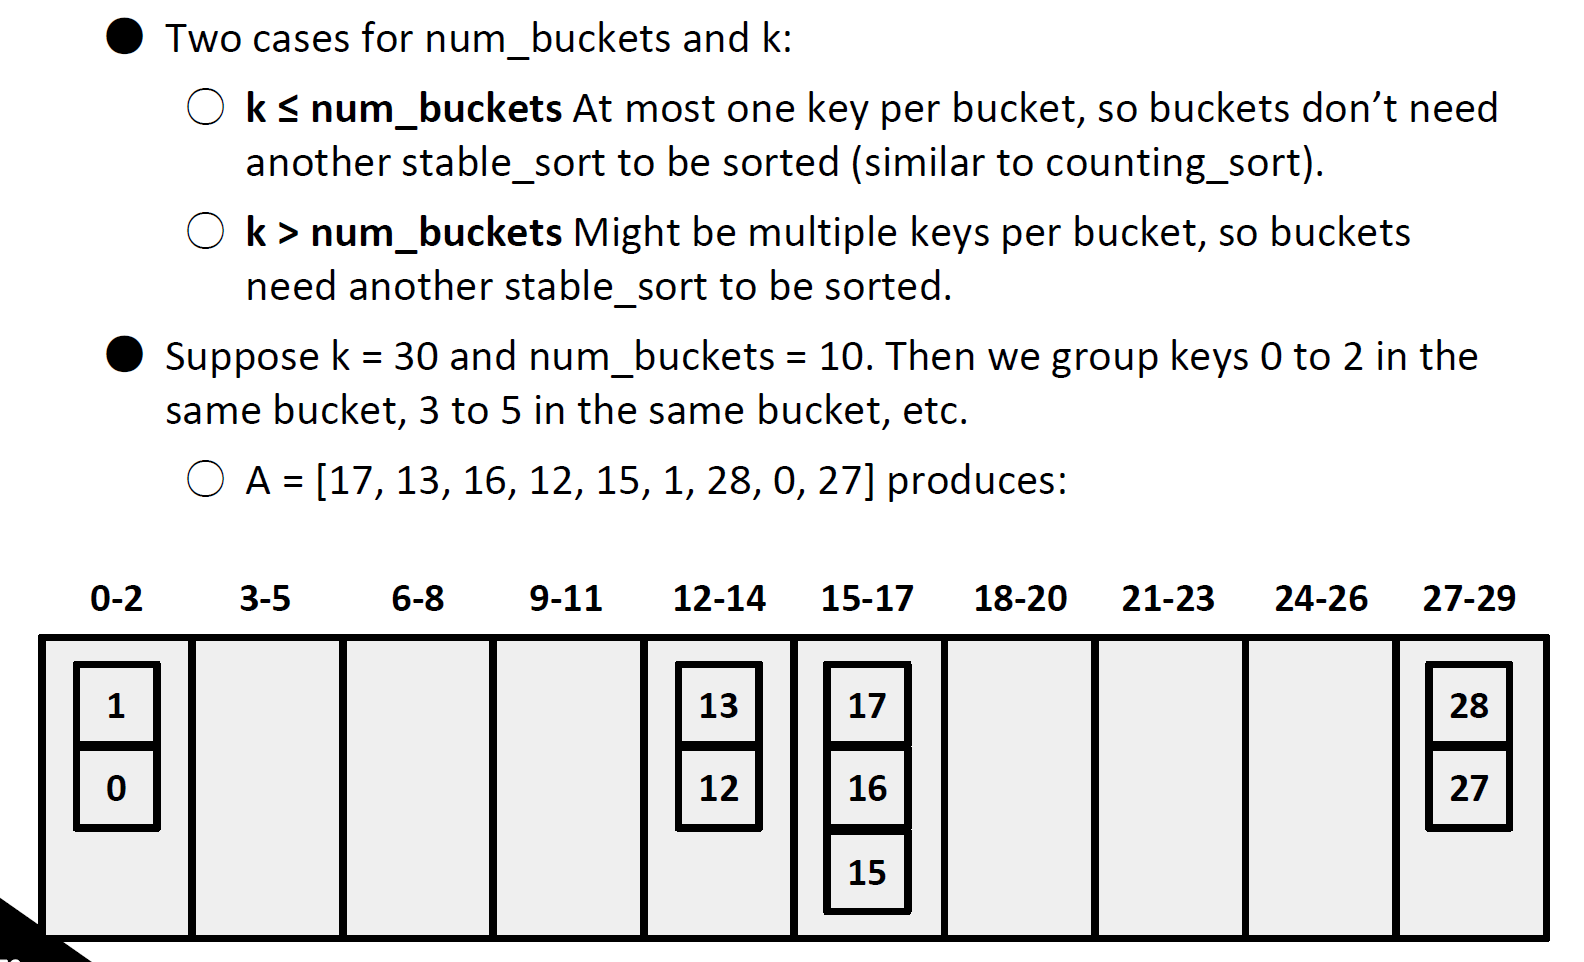 ● Two cases for num_buckets and k:
○ k ≤ num_buckets At most one key per bucket, so buckets don’t need
another stable_sort to be sorted (similar to counting_sort).
○ k > num_buckets Might be multiple keys per bucket, so buckets
need another stable_sort to be sorted.
● Suppose k = 30 and num_buckets = 10. Then we group keys 0 to 2 in the
same bucket, 3 to 5 in the same bucket, etc.
○ A = [17, 13, 16, 12, 15, 1, 28, 0, 27] produces:
0-2 3-5 6-8 9-11 12-14 15-17 18-20 21-23 24-26 27-29
1 13 17 28
0 12 16 27
15